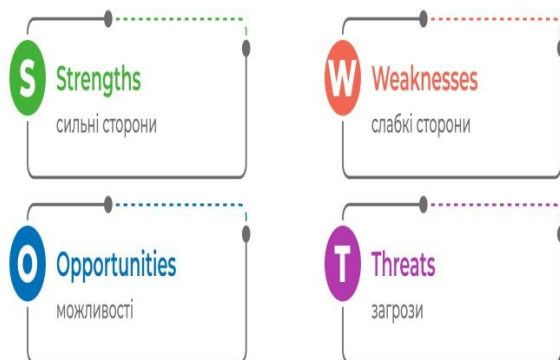 S Strengths
сильні сторони
W Weaknesses
слабкі сторони
O Opportunities
можливості
T Threats
загрози